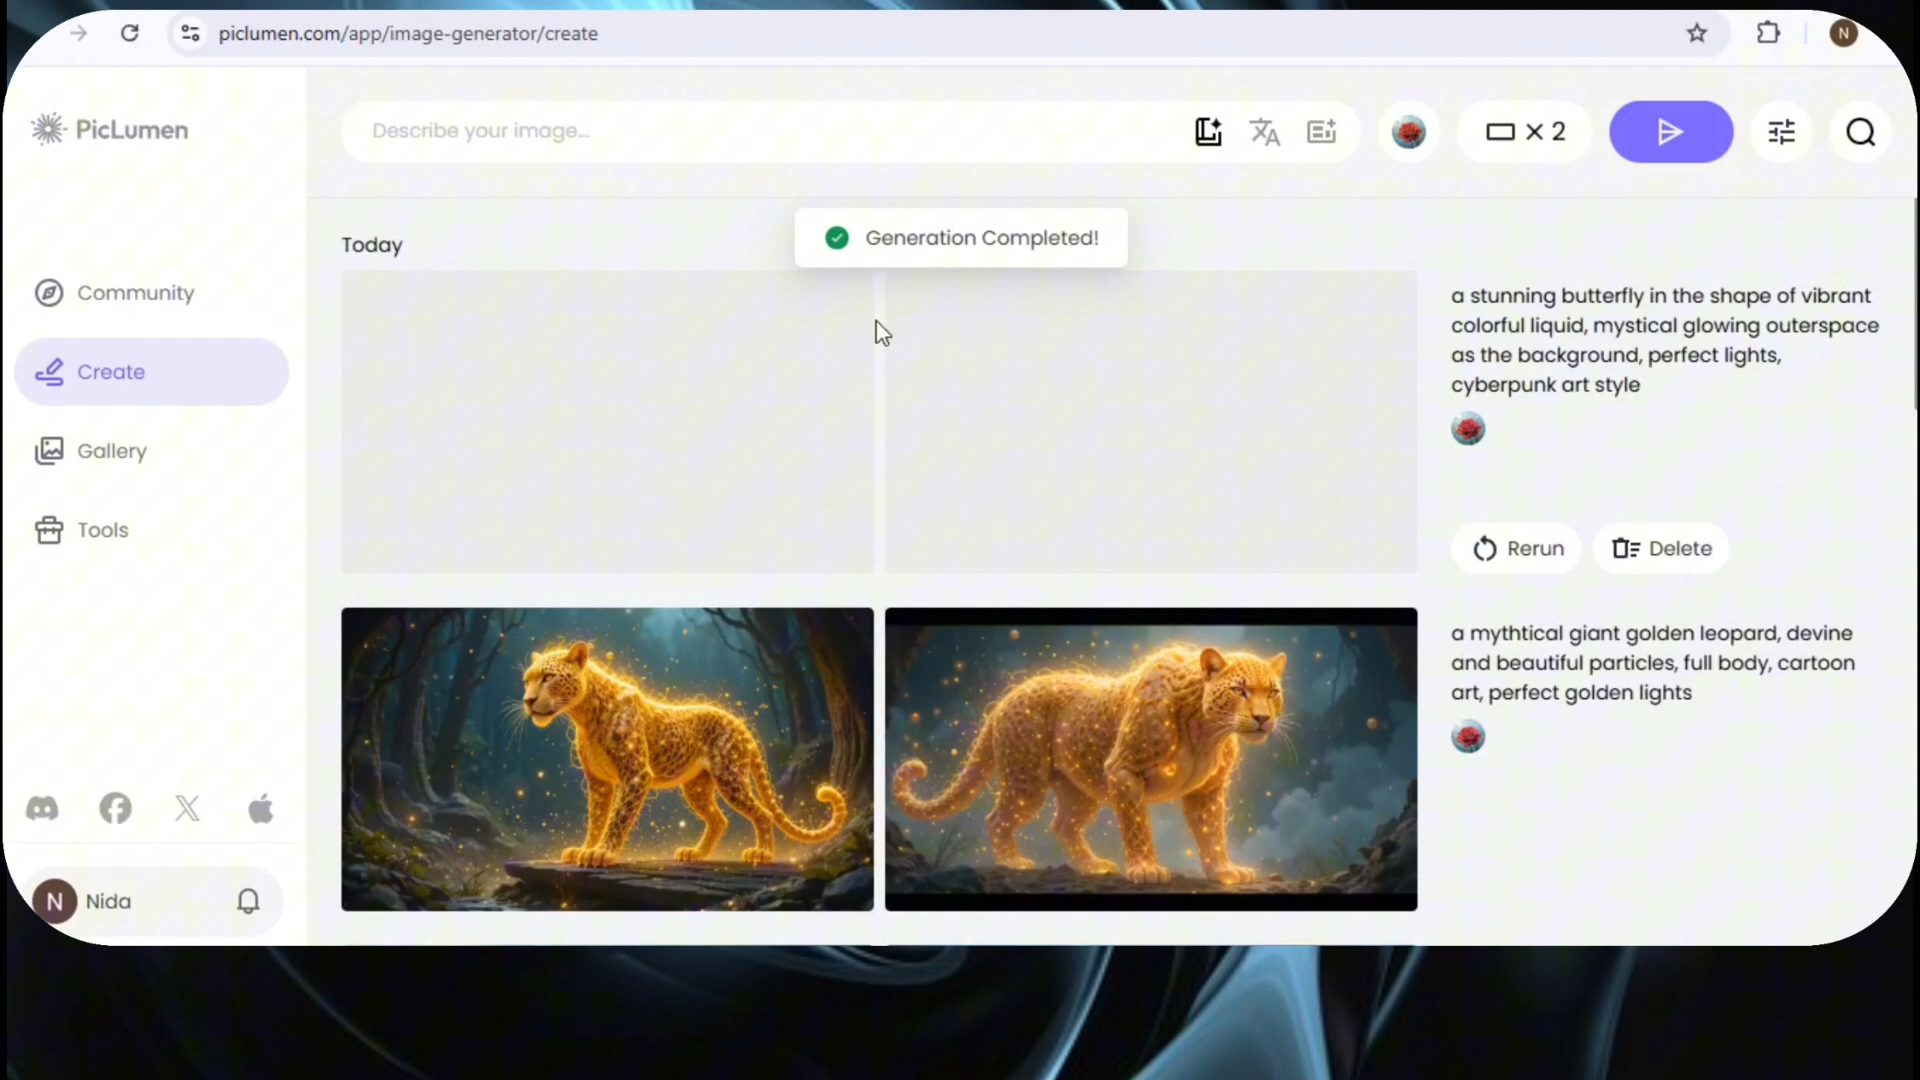 piclumen.com/app/image-generator/create
N
PicLumen
Describe your image...
× 2
Generation Completed!
Today
Community
Create
Gallery
Tools
a stunning butterfly in the shape of vibrant
colorful liquid, mystical glowing outerspace
as the background, perfect lights,
cyberpunk art style
Rerun
Delete
a mythtical giant golden leopard, devine
and beautiful particles, full body, cartoon
art, perfect golden lights
N
Nida